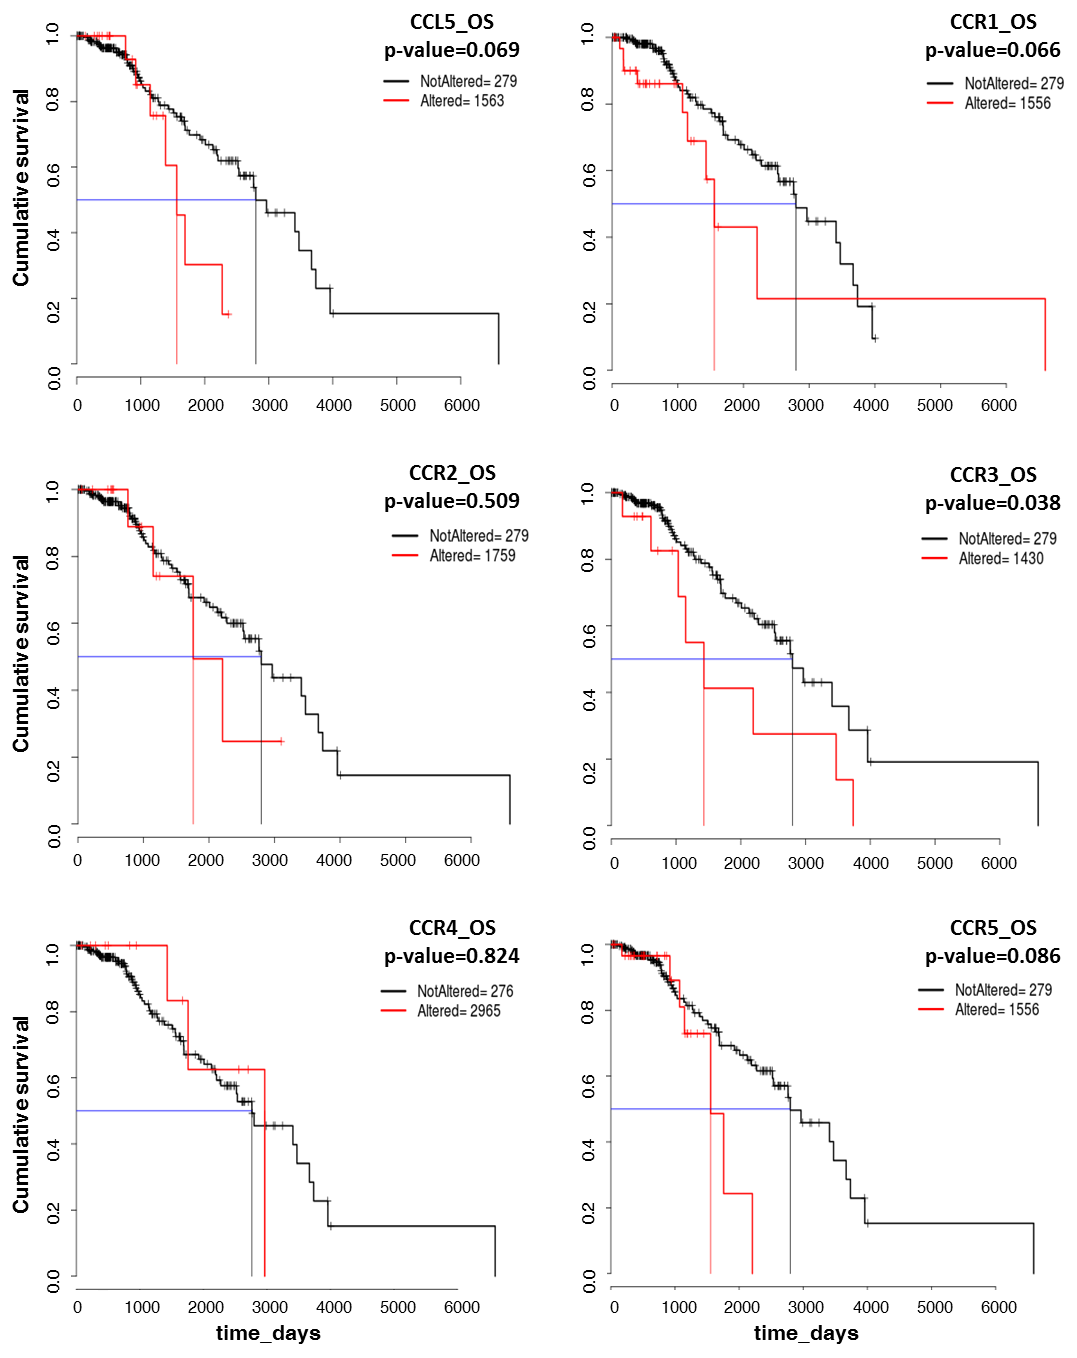 CCL5_OS
p-value=0.069
NotAltered= 279
Altered= 1563
Cumulative survival
0.0 0.2 0.4 0.6 0.8 1.0
0 1000 2000 3000 4000 5000 6000
CCR1_OS
p-value=0.066
NotAltered= 279
Altered= 1556
0.0 0.2 0.4 0.6 0.8 1.0
0 1000 2000 3000 4000 5000 6000
CCR2_OS
p-value=0.509
NotAltered= 279
Altered= 1759
Cumulative survival
0.0 0.2 0.4 0.6 0.8 1.0
0 1000 2000 3000 4000 5000 6000
CCR3_OS
p-value=0.038
NotAltered= 279
Altered= 1430
0.0 0.2 0.4 0.6 0.8 1.0
0 1000 2000 3000 4000 5000 6000
CCR4_OS
p-value=0.824
NotAltered= 276
Altered= 2965
Cumulative survival
0.0 0.2 0.4 0.6 0.8 1.0
0 1000 2000 3000 4000 5000 6000
time_days
CCR5_OS
p-value=0.086
NotAltered= 279
Altered= 1556
0.0 0.2 0.4 0.6 0.8 1.0
0 1000 2000 3000 4000 5000 6000
time_days